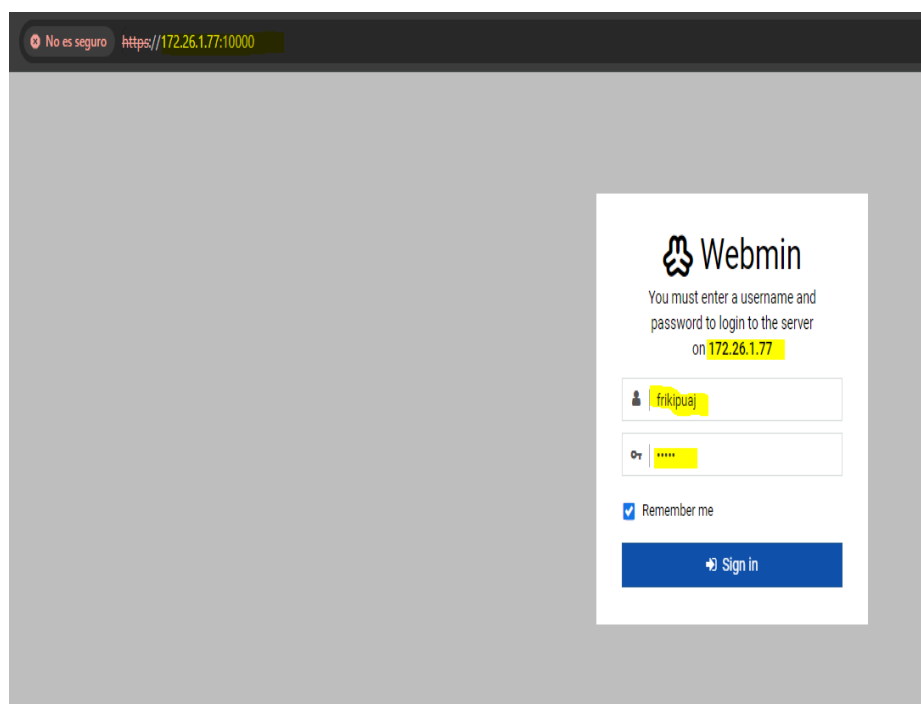 No es seguro https://172.26.1.77:10000
Webmin
You must enter a username and
password to login to the server
on 172.26.1.77
frikipuaj
•••••
Remember me
Sign in